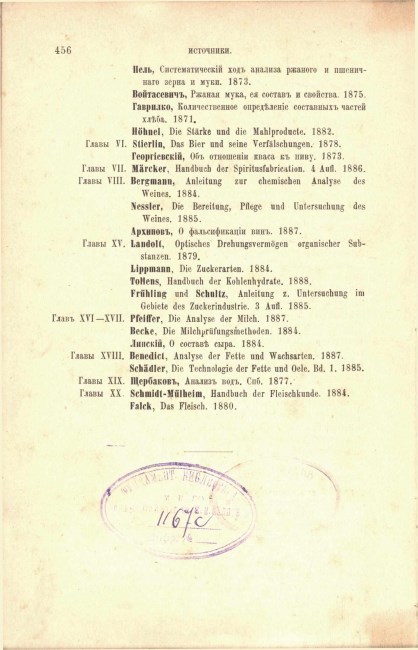 456 ИСТОЧНИКИ.
Пель, Систематическій ходъ анализа ржаного и пшенич-
наго зерна и муки. 1873.
Войтасевичъ, Ржаная мука, ея составъ и свойства. 1875.
Гаврилко, Количественное опредѣленіе составныхъ частей
хлѣба. 1871.
Höhnel, Die Stärke und die Mahlproducte. 1882.
Главы VI. Stierlin, Das Bier und seine Verfälschungen. 1878.
Георгіевскій, Объ отношеніи кваса къ пиву. 1873.
Главы VII. Märcker, Handbuch der Spiritusfabrication. 4 Aufl. 1886.
Главы VIII. Bergmann, Anleitung zur chemischen Analyse des
Weines. 1884.
Nessler, Die Bereitung, Pflege und Untersuchung des
Weines. 1885.
Архиповъ, О фальсификаціи винъ. 1887.
Главы XV. Landolt, Optisches Drehungsvermögen organischer Sub-
stanzen. 1879.
Lippmann, Die Zuckerarten. 1884.
Tollens, Handbuch der Kohlenhydrate. 1888.
Frühling und Schultz, Anleitung z. Untersuchung im
Gebiete des Zuckerindustrie. 3 Aufl. 1885.
Главъ XVI—XVII. Pfeiffer, Die Analyse der Milch. 1887.
Becke, Die Milchprüfungsmethoden. 1884.
Линскій, О составѣ сыра. 1884.
Главы XVIII. Benedict, Analyse der Fette und Wachsarten. 1887.
Schädler, Die Technologie der Fette und Oele. Bd. 1. 1885.
Главы XIX. Щербаковъ, Анализъ водъ. Спб. 1877.
Главы XX. Schmidt-Mülheim, Handbuch der Fleischkunde. 1884.
Falck, Das Fleisch. 1880.
1167c